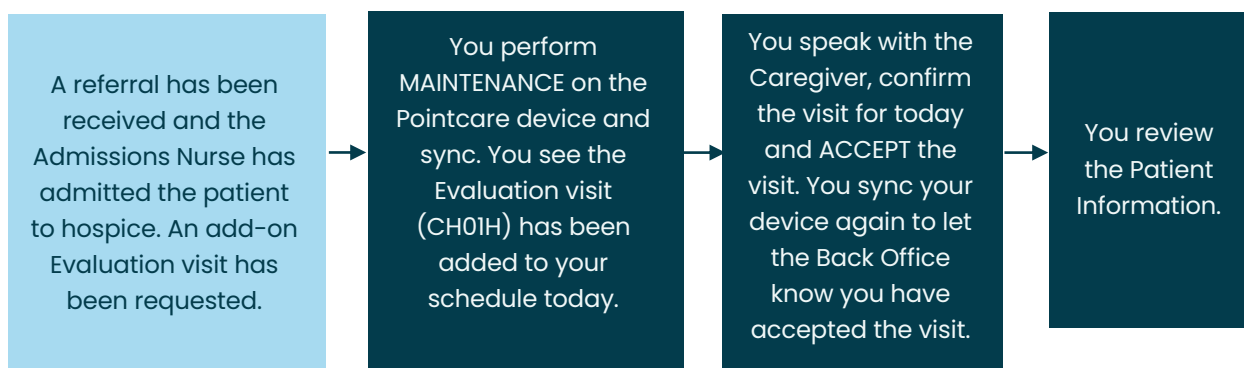 A referral has been
received and the
Admissions Nurse has
admitted the patient
to hospice. An add-on
Evaluation visit has
been requested.
You perform
MAINTENANCE on the
Pointcare device and
sync. You see the
Evaluation visit
(CH01H) has been
added to your
schedule today.
You speak with the
Caregiver, confirm
the visit for today
and ACCEPT the
visit. You sync your
device again to let
the Back Office
know you have
accepted the visit.
You review
the Patient
Information.